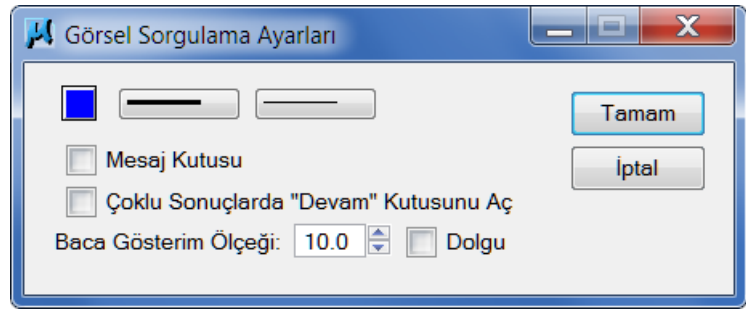 Görsel Sorgulama Ayarları
Tamam
Mesaj Kutusu
İptal
Çoklu Sonuçlarda "Devam" Kutusunu Aç
Baca Gösterim Ölçeği: 10.0 Dolgu